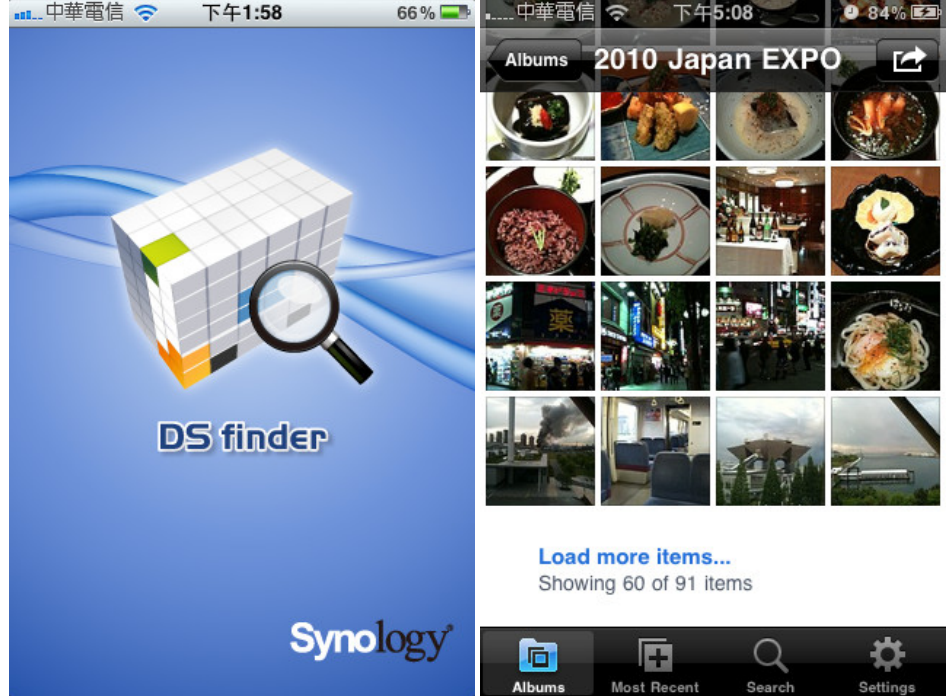 中華電信 下午1:58 66%
DS finder
Synology
中華電信 下午5:08 84%
Albums 2010 Japan EXPO
薬
Load more items...
Showing 60 of 91 items
Albums Most Recent Search Settings